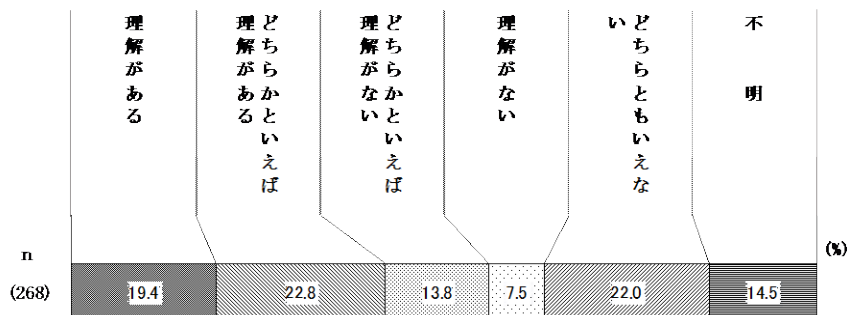 理解がある
どちらかといえば
理解がある
どちらかといえば
理解がない
理解がない
どちらともいえな
い
不明
n
(%)
(268)
19.4
22.8
13.8
7.5
22.0
14.5